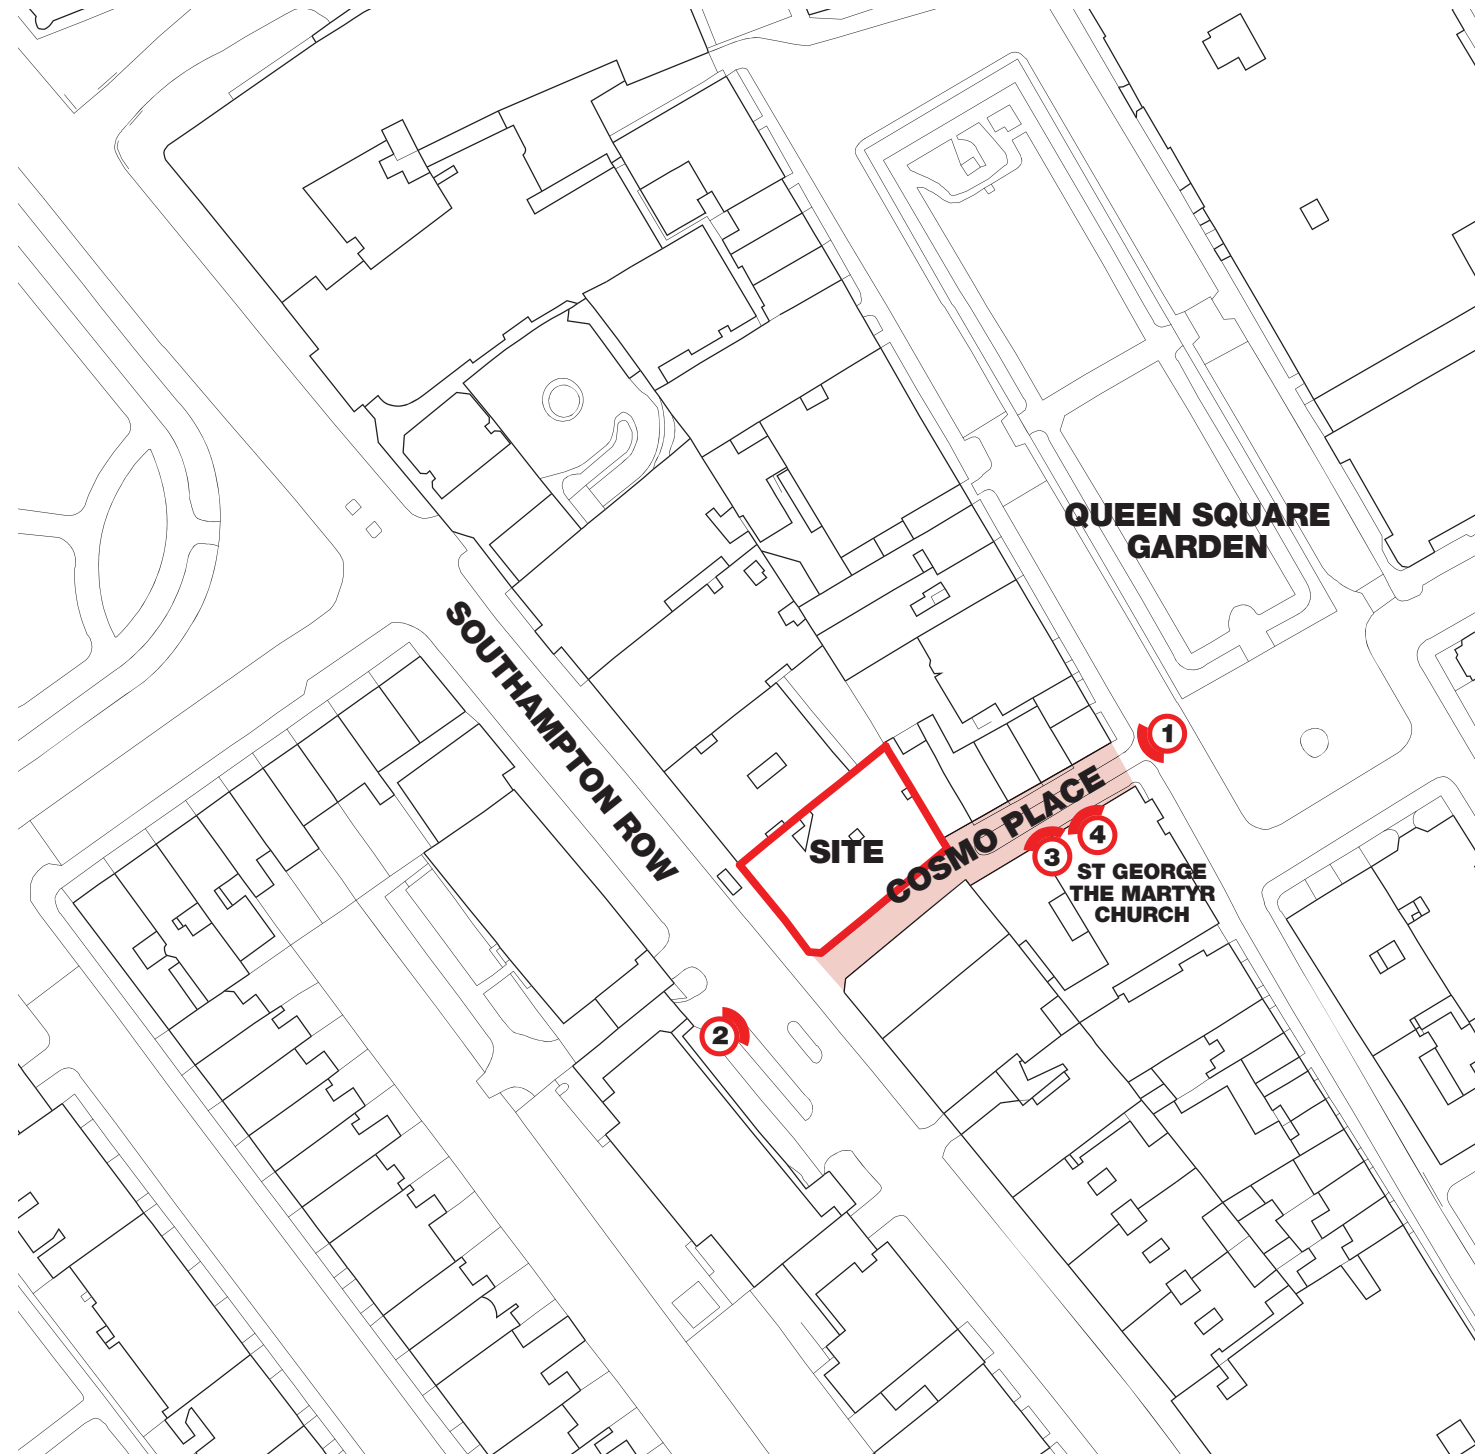 QUEEN SQUARE
GARDEN
SOUTHAMPTON ROW
1
COSMO PLACE
4
SITE
3
ST GEORGE
THE MARTYR
CHURCH
2